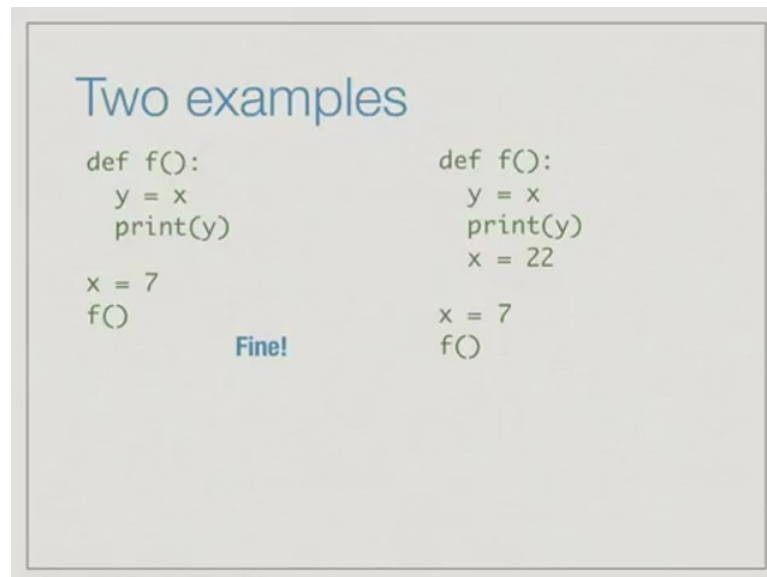 Two examples
def f():
  y = x
  print(y)
x = 7
f()
Fine!
def f():
  y = x
  print(y)
  x = 22
x = 7
f()